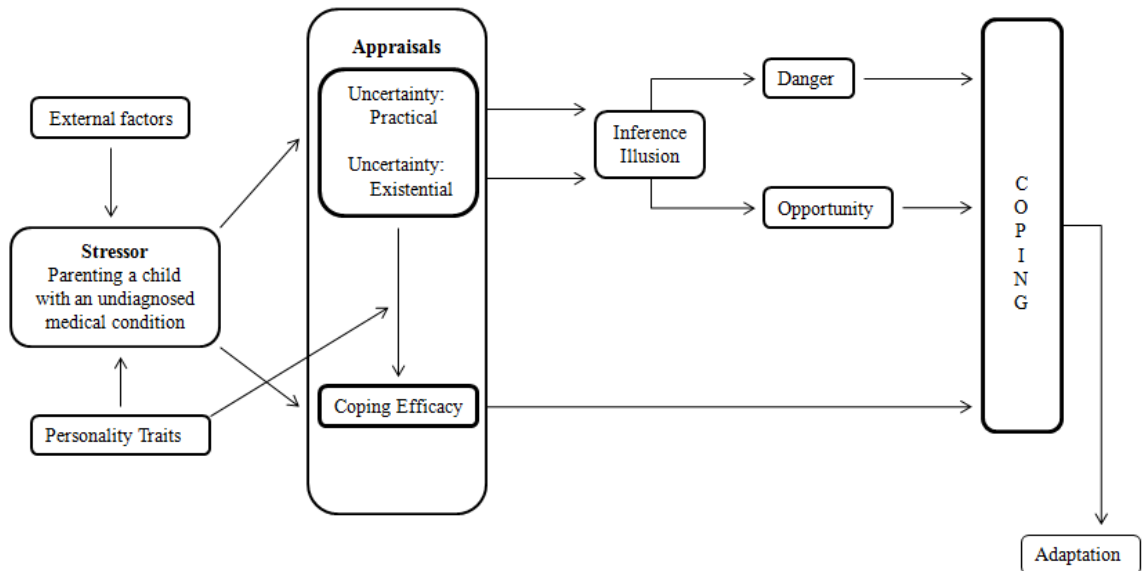 Appraisals
Uncertainty:
Practical
Uncertainty:
Existential
External factors
Stressor
Parenting a child
with an undiagnosed
medical condition
Personality Traits
Coping Efficacy
Inference
Illusion
Danger
Opportunity
C
O
P
I
N
G
Adaptation